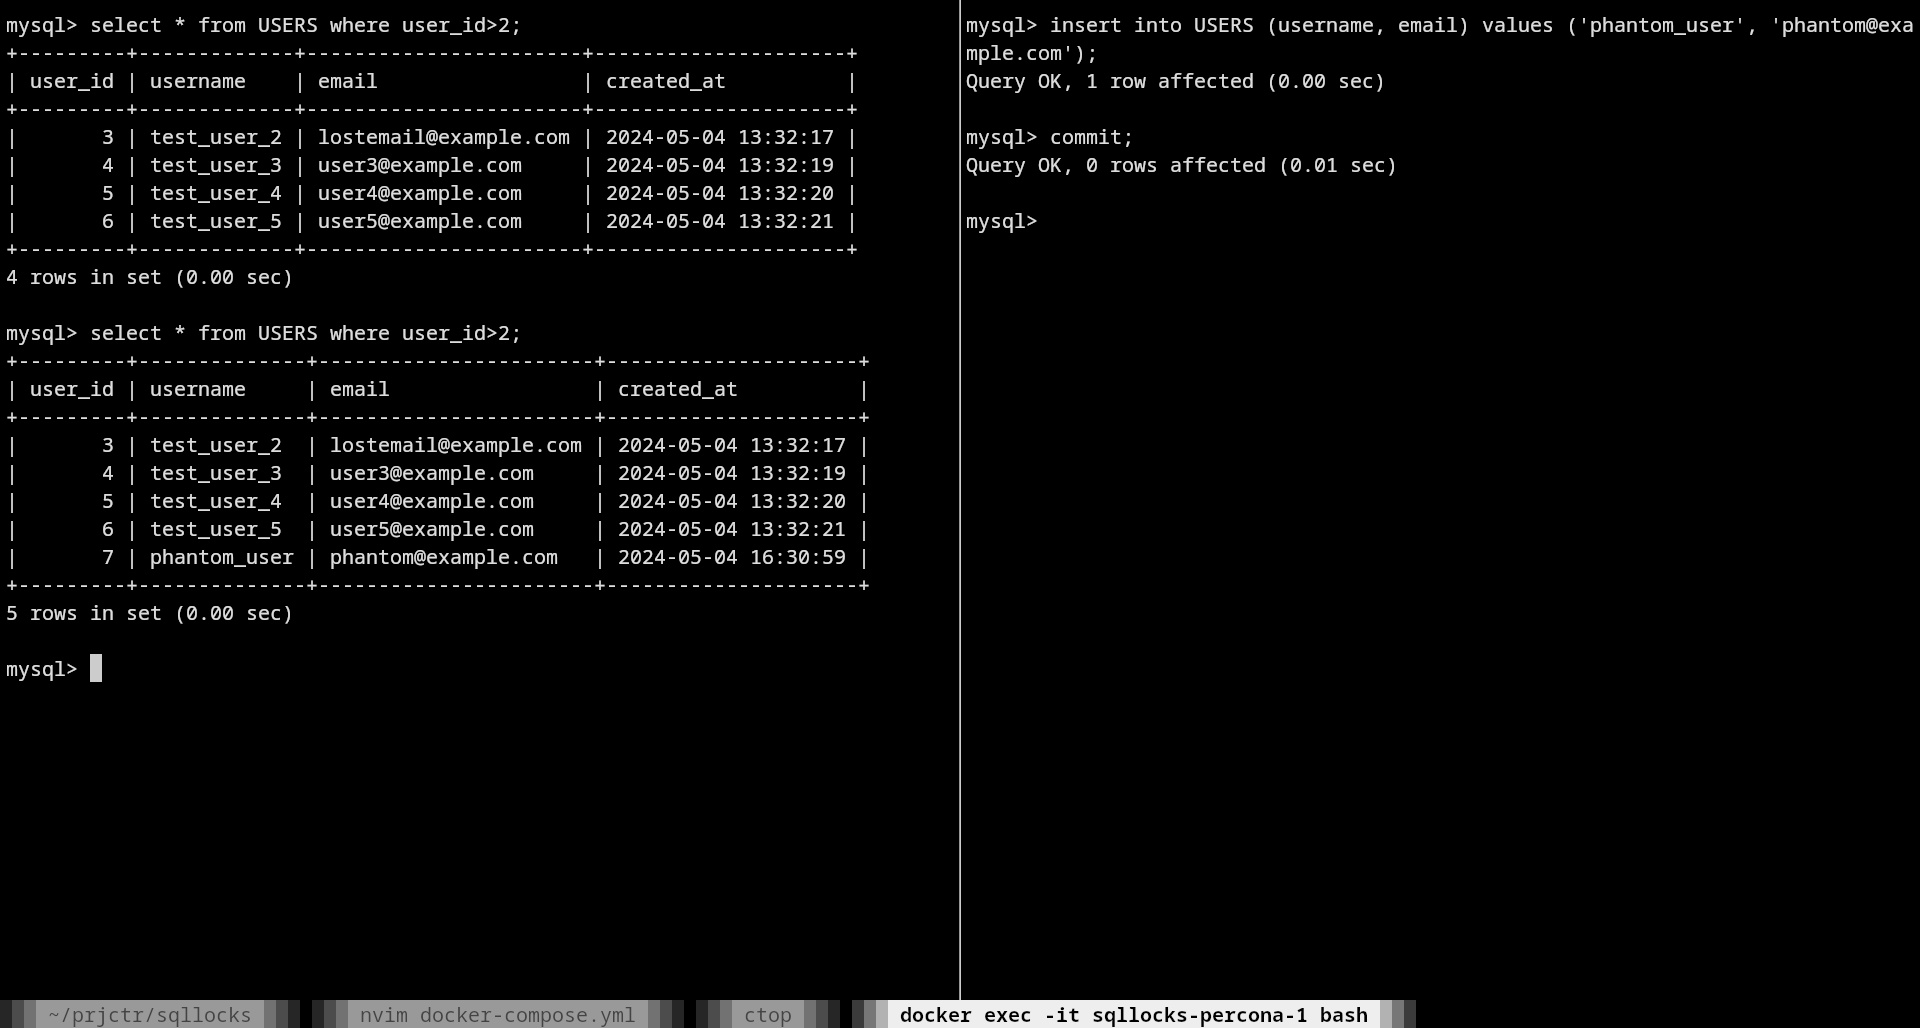 mysql> select * from USERS where user_id>2;
+---------+-------------+-----------------------+---------------------+
| user_id | username    | email                 | created_at          |
+---------+-------------+-----------------------+---------------------+
|       3 | test_user_2 | lostemail@example.com | 2024-05-04 13:32:17 |
|       4 | test_user_3 | user3@example.com     | 2024-05-04 13:32:19 |
|       5 | test_user_4 | user4@example.com     | 2024-05-04 13:32:20 |
|       6 | test_user_5 | user5@example.com     | 2024-05-04 13:32:21 |
+---------+-------------+-----------------------+---------------------+
4 rows in set (0.00 sec)

mysql> select * from USERS where user_id>2;
+---------+--------------+-----------------------+---------------------+
| user_id | username     | email                 | created_at          |
+---------+--------------+-----------------------+---------------------+
|       3 | test_user_2  | lostemail@example.com | 2024-05-04 13:32:17 |
|       4 | test_user_3  | user3@example.com     | 2024-05-04 13:32:19 |
|       5 | test_user_4  | user4@example.com     | 2024-05-04 13:32:20 |
|       6 | test_user_5  | user5@example.com     | 2024-05-04 13:32:21 |
|       7 | phantom_user | phantom@example.com   | 2024-05-04 16:30:59 |
+---------+--------------+-----------------------+---------------------+
5 rows in set (0.00 sec)

mysql>
mysql> insert into USERS (username, email) values ('phantom_user', 'phantom@exa
mple.com');
Query OK, 1 row affected (0.00 sec)

mysql> commit;
Query OK, 0 rows affected (0.01 sec)

mysql>
~/prjctr/sqllocks
nvim docker-compose.yml
ctop
docker exec -it sqllocks-percona-1 bash